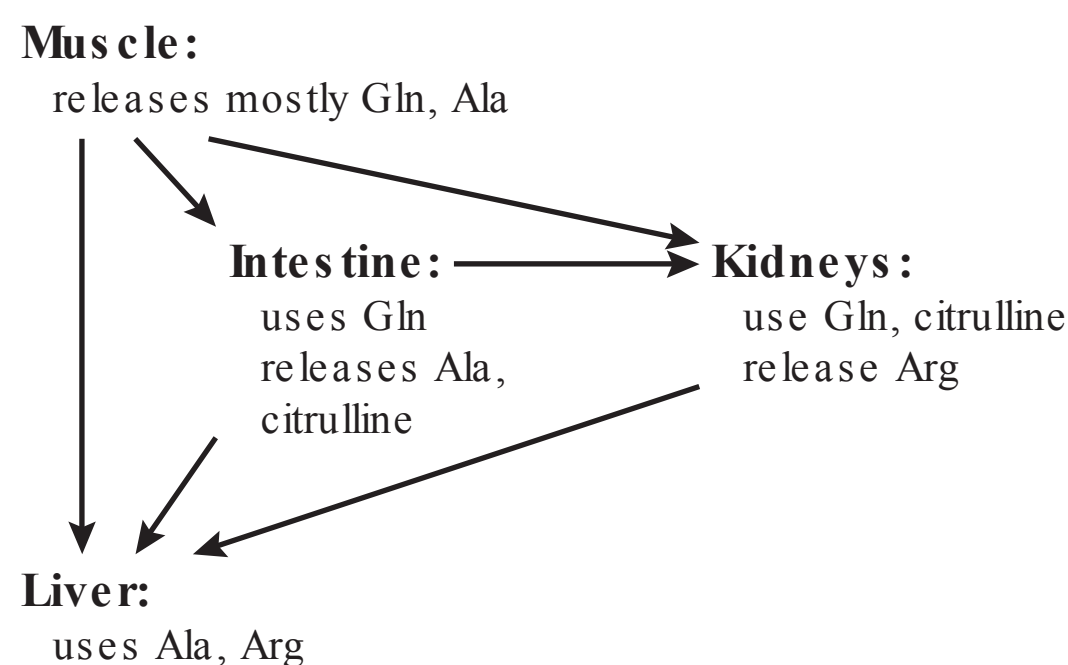 Muscle:
releases mostly Gln, Ala
Intestine:
uses Gln
releases Ala,
citrulline
Kidneys:
use Gln, citrulline
release Arg
Liver:
uses Ala, Arg